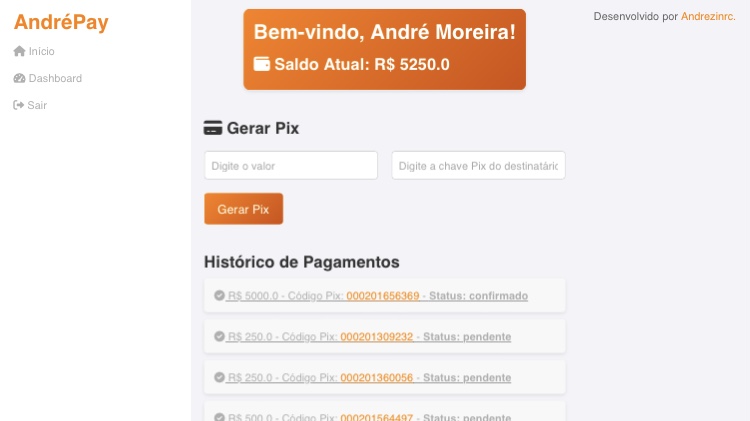 AndréPay
Início
Dashboard
Sair
Bem-vindo, André Moreira!
Saldo Atual: R$ 5250.0
Desenvolvido por Andrezinrc.
Gerar Pix
Digite o valor
Digite a chave Pix do destinatário
Gerar Pix
Histórico de Pagamentos
R$ 5000.0 - Código Pix: 000201656369 - Status: confirmado
R$ 250.0 - Código Pix: 000201309232 - Status: pendente
R$ 250.0 - Código Pix: 000201360056 - Status: pendente
R$ 500.0 - Código Pix: 000201564497 - Status: pendente